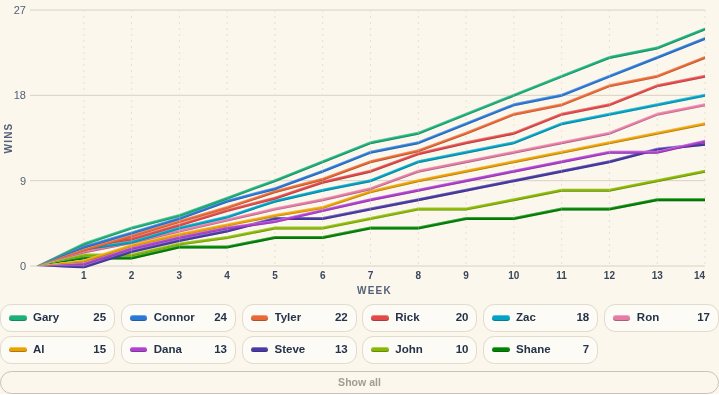 27
18
WINS
9
0
1 2 3 4 5 6 7 8 9 10 11 12 13 14
WEEK
Gary 25 Connor 24 Tyler 22 Rick 20 Zac 18 Ron 17
Al 15 Dana 13 Steve 13 John 10 Shane 7
Show all